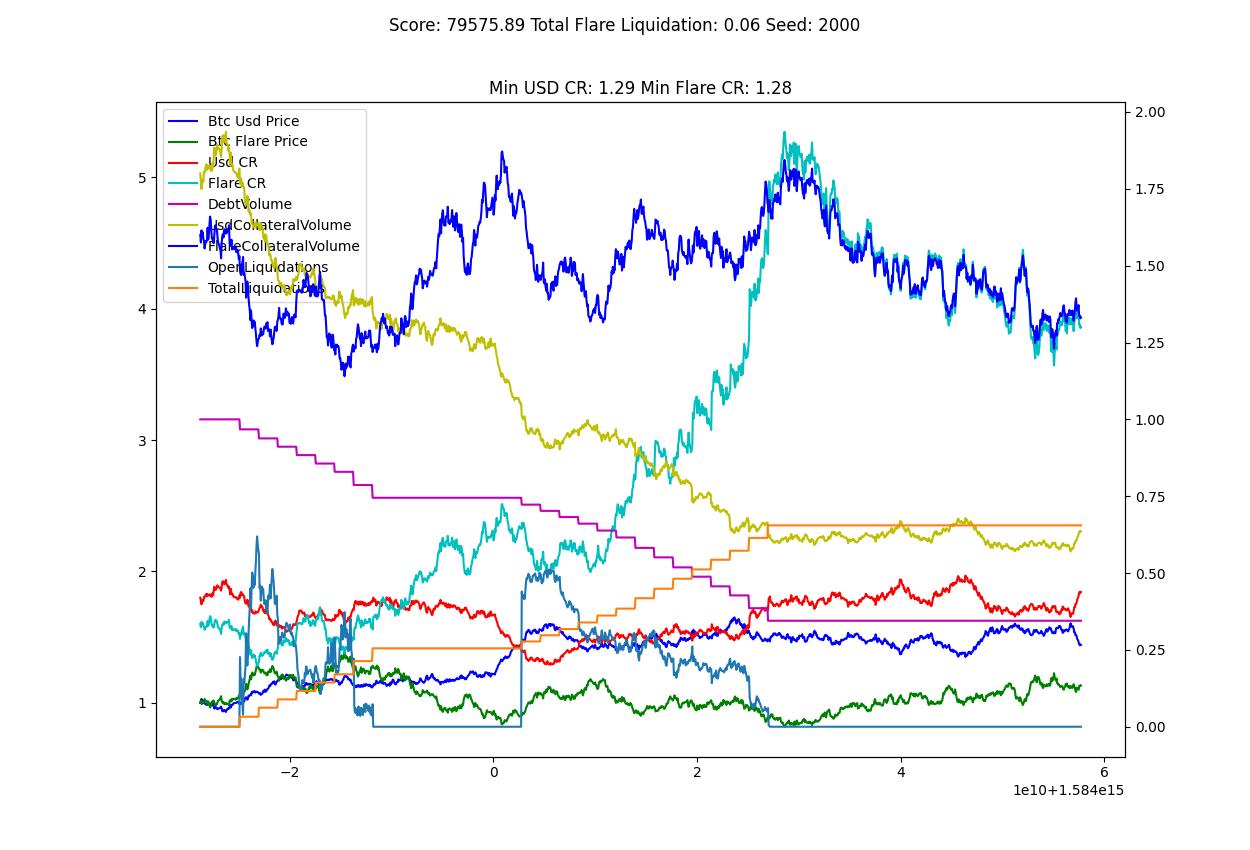 Score: 79575.89 Total Flare Liquidation: 0.06 Seed: 2000
Min USD CR: 1.29 Min Flare CR: 1.28
Btc Usd Price
Btc Flare Price
Usd CR
Flare CR
DebtVolume
UsdCollateralVolume
FlareCollateralVolume
OpenLiquidations
TotalLiquidations
5
4
3
2
1
2.00
1.75
1.50
1.25
1.00
0.75
0.50
0.25
0.00
−2
0
2
4
6
1e10+1.584e15